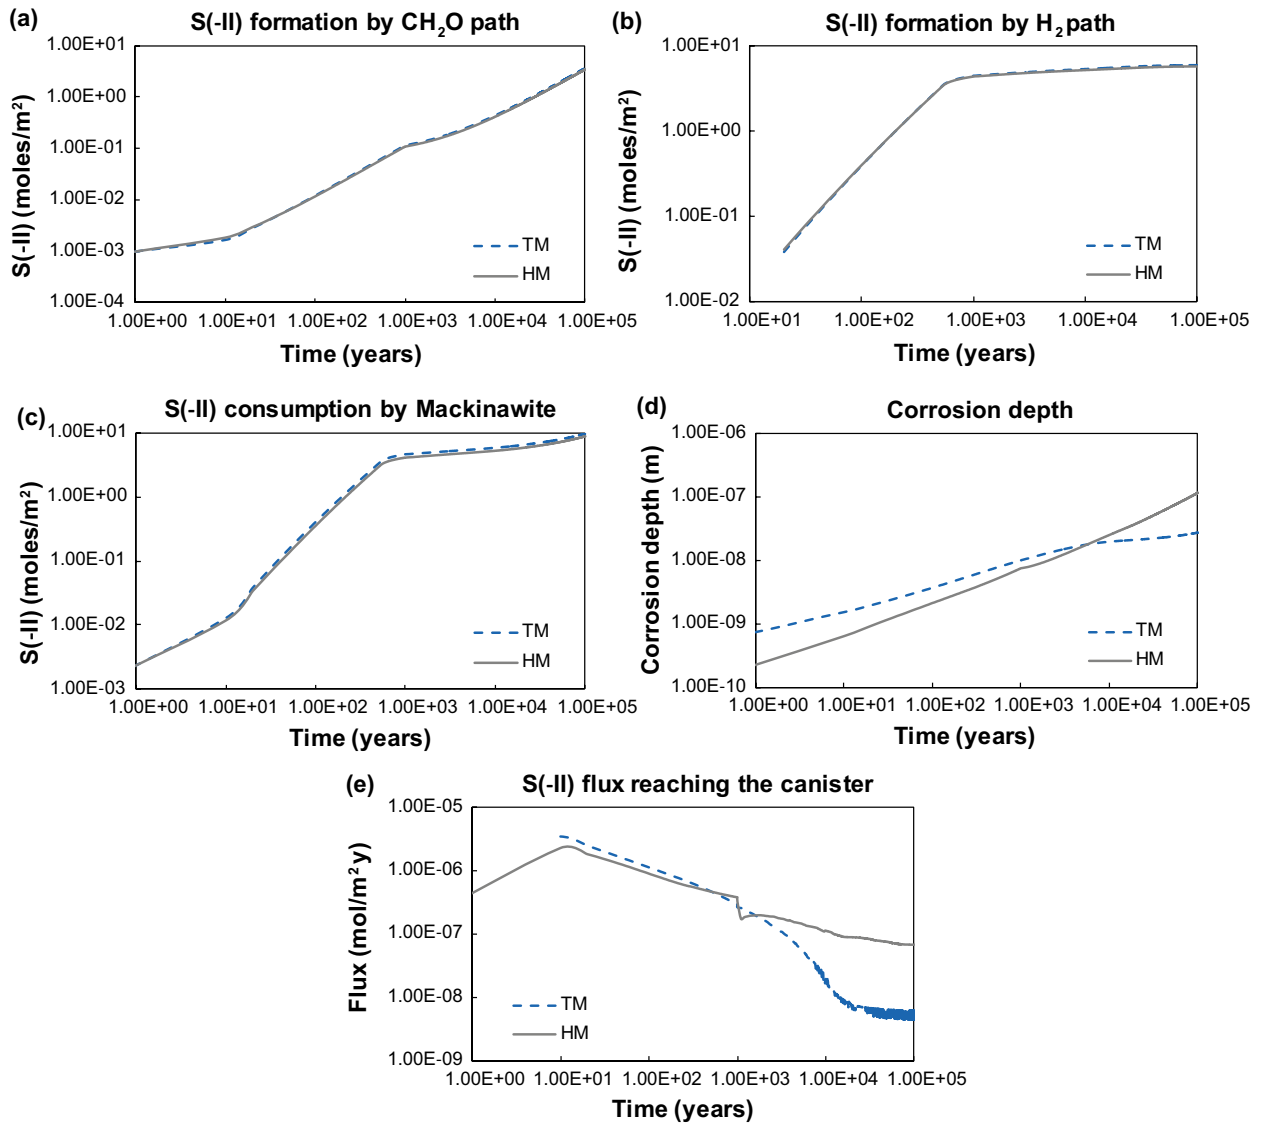 (a)
S(-II) formation by CH₂O path
S(-II) (moles/m²)
1.00E+01
1.00E+00
1.00E-01
1.00E-02
1.00E-03
1.00E-04
TM
HM
1.00E+00 1.00E+01 1.00E+02 1.00E+03 1.00E+04 1.00E+05
Time (years)
(b)
S(-II) formation by H₂ path
S(-II) (moles/m²)
1.00E+01
1.00E+00
1.00E-01
1.00E-02
TM
HM
1.00E+01 1.00E+02 1.00E+03 1.00E+04 1.00E+05
Time (years)
(c)
S(-II) consumption by Mackinawite
S(-II) (moles/m²)
1.00E+01
1.00E+00
1.00E-01
1.00E-02
1.00E-03
TM
HM
1.00E+00 1.00E+01 1.00E+02 1.00E+03 1.00E+04 1.00E+05
Time (years)
(d)
Corrosion depth
Corrosion depth (m)
1.00E-06
1.00E-07
1.00E-08
1.00E-09
1.00E-10
TM
HM
1.00E+00 1.00E+01 1.00E+02 1.00E+03 1.00E+04 1.00E+05
Time (years)
(e)
S(-II) flux reaching the canister
Flux (mol/m² y)
1.00E-05
1.00E-06
1.00E-07
1.00E-08
1.00E-09
TM
HM
1.00E+00 1.00E+01 1.00E+02 1.00E+03 1.00E+04 1.00E+05
Time (years)